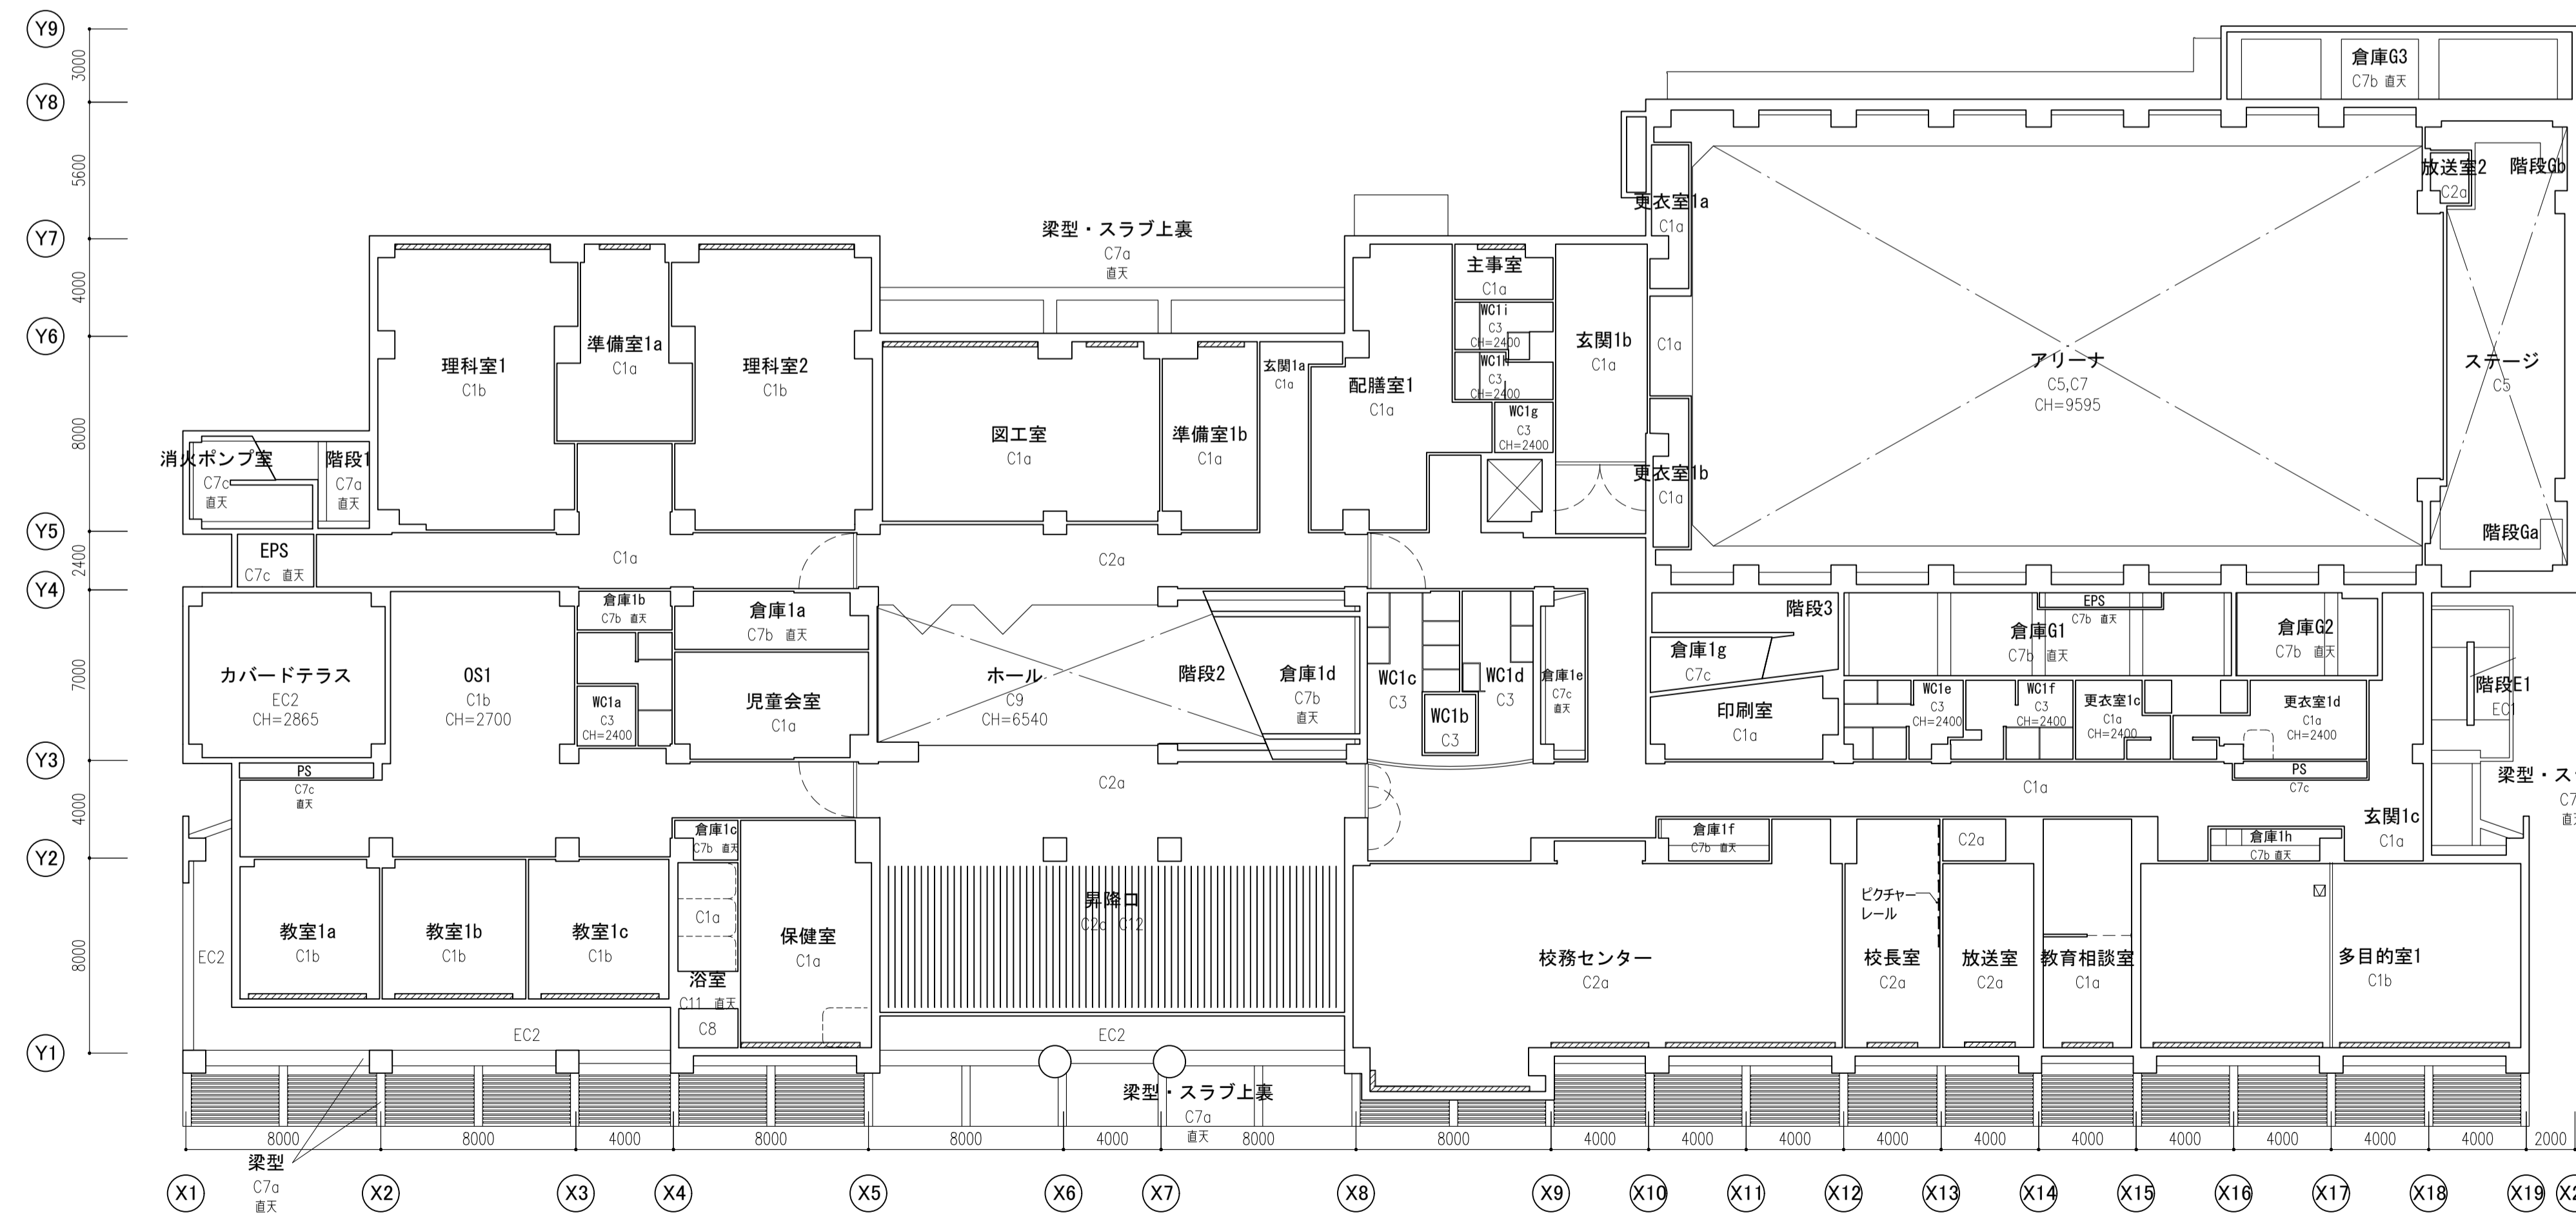 Y9
3000
Y8
5600
Y7
4000
Y6
8000
Y5
2400
Y4
7000
Y3
4000
Y2
8000
Y1
倉庫G3
C7b 直天
放送室2
C2a
階段Gb
更衣室1a
C1a
梁型・スラブ上裏
C7a
直天
主事室
C1a
WC1i
C3
CH=2400
WC1h
C3
CH=2400
WC1g
C3
CH=2400
玄関1b
C1a
C1a
アリーナ
C5,C7
CH=9595
ステージ
C5
理科室1
C1b
準備室1a
C1a
理科室2
C1b
玄関1a
C1a
配膳室1
C1a
図工室
C1a
準備室1b
C1a
消火ポンプ室
C7c
直天
階段1
C7a
直天
更衣室1b
C1a
階段Ga
EPS
C7c 直天
C1a
C2a
倉庫1b
C7b 直天
倉庫1a
C7b 直天
階段3
EPS
C7b 直天
倉庫G1
C7b 直天
倉庫G2
C7b 直天
倉庫1g
C7c
カバードテラス
EC2
CH=2865
OS1
C1b
CH=2700
WC1a
C3
CH=2400
児童会室
C1a
ホール
C9
CH=6540
階段2
倉庫1d
C7b
直天
WC1c
C3
WC1b
C3
WC1d
C3
倉庫1e
C7c
直天
印刷室
C1a
WC1e
C3
CH=2400
WC1f
C3
CH=2400
更衣室1c
C1a
CH=2400
更衣室1d
C1a
CH=2400
階段E1
EC1
PS
C7c
直天
C2a
C1a
PS
C7c
梁型・ス
玄関1c
C1a
倉庫1c
C7b 直天
倉庫1f
C7b 直天
C2a
倉庫1h
C7b 直天
ピクチャー
レール
EC2
教室1a
C1b
教室1b
C1b
教室1c
C1b
C1a
浴室
C11 直天
C8
保健室
C1a
昇降口
C2a C12
校務センター
C2a
校長室
C2a
放送室
C2a
教育相談室
C1a
多目的室1
C1b
EC2
EC2
梁型・スラブ上裏
C7a
直天
8000 8000 4000 8000 8000 4000 8000 8000 4000 4000 4000 4000 4000 4000 4000 4000 4000 4000 2000
梁型
C7a
直天
X1 X2 X3 X4 X5 X6 X7 X8 X9 X10 X11 X12 X13 X14 X15 X16 X17 X18 X19